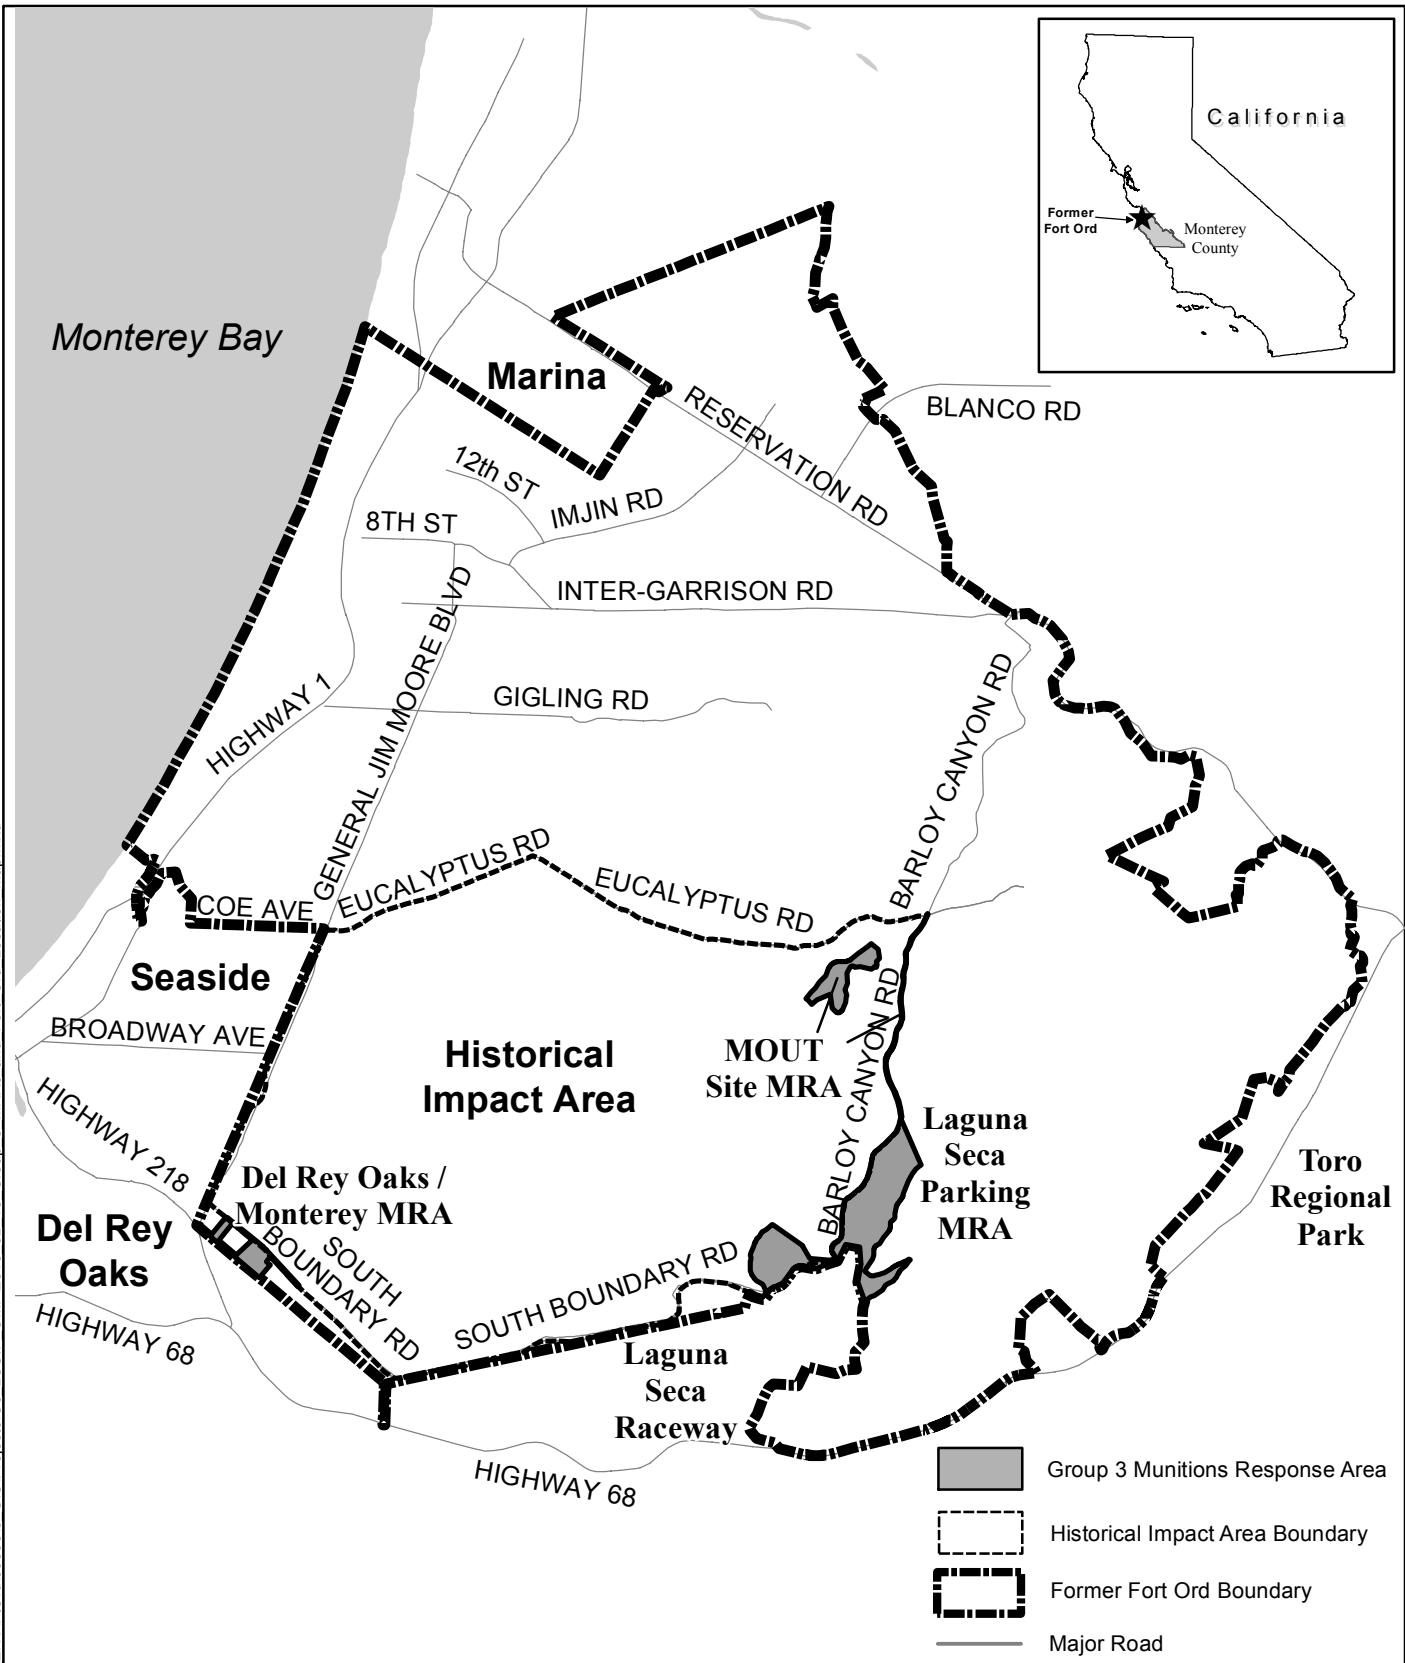 California
Former
Fort Ord
Monterey
County
Monterey Bay
Marina
RESERVATION RD
BLANCO RD
12th ST
IMJIN RD
8TH ST
INTER-GARRISON RD
GENERAL JIM MOORE BLVD
HIGHWAY 1
GIGLING RD
BARLOY CANYON RD
EUCALYPTUS RD
EUCALYPTUS RD
COE AVE
Seaside
BROADWAY AVE
Historical
Impact Area
MOUT
Site MRA
BARLOY CANYON RD
HIGHWAY 218
Laguna
Seca
Parking
MRA
Toro
Regional
Park
Del Rey Oaks /
Monterey MRA
Del Rey
Oaks
SOUTH
BOUNDARY RD
SOUTH BOUNDARY RD
HIGHWAY 68
Laguna
Seca
Raceway
HIGHWAY 68
Group 3 Munitions Response Area
Historical Impact Area Boundary
Former Fort Ord Boundary
Major Road